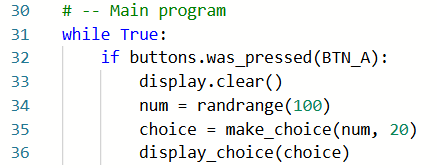 30 # -- Main program
31 while True:
32     if buttons.was_pressed(BTN_A):
33         display.clear()
34         num = randrange(100)
35         choice = make_choice(num, 20)
36         display_choice(choice)